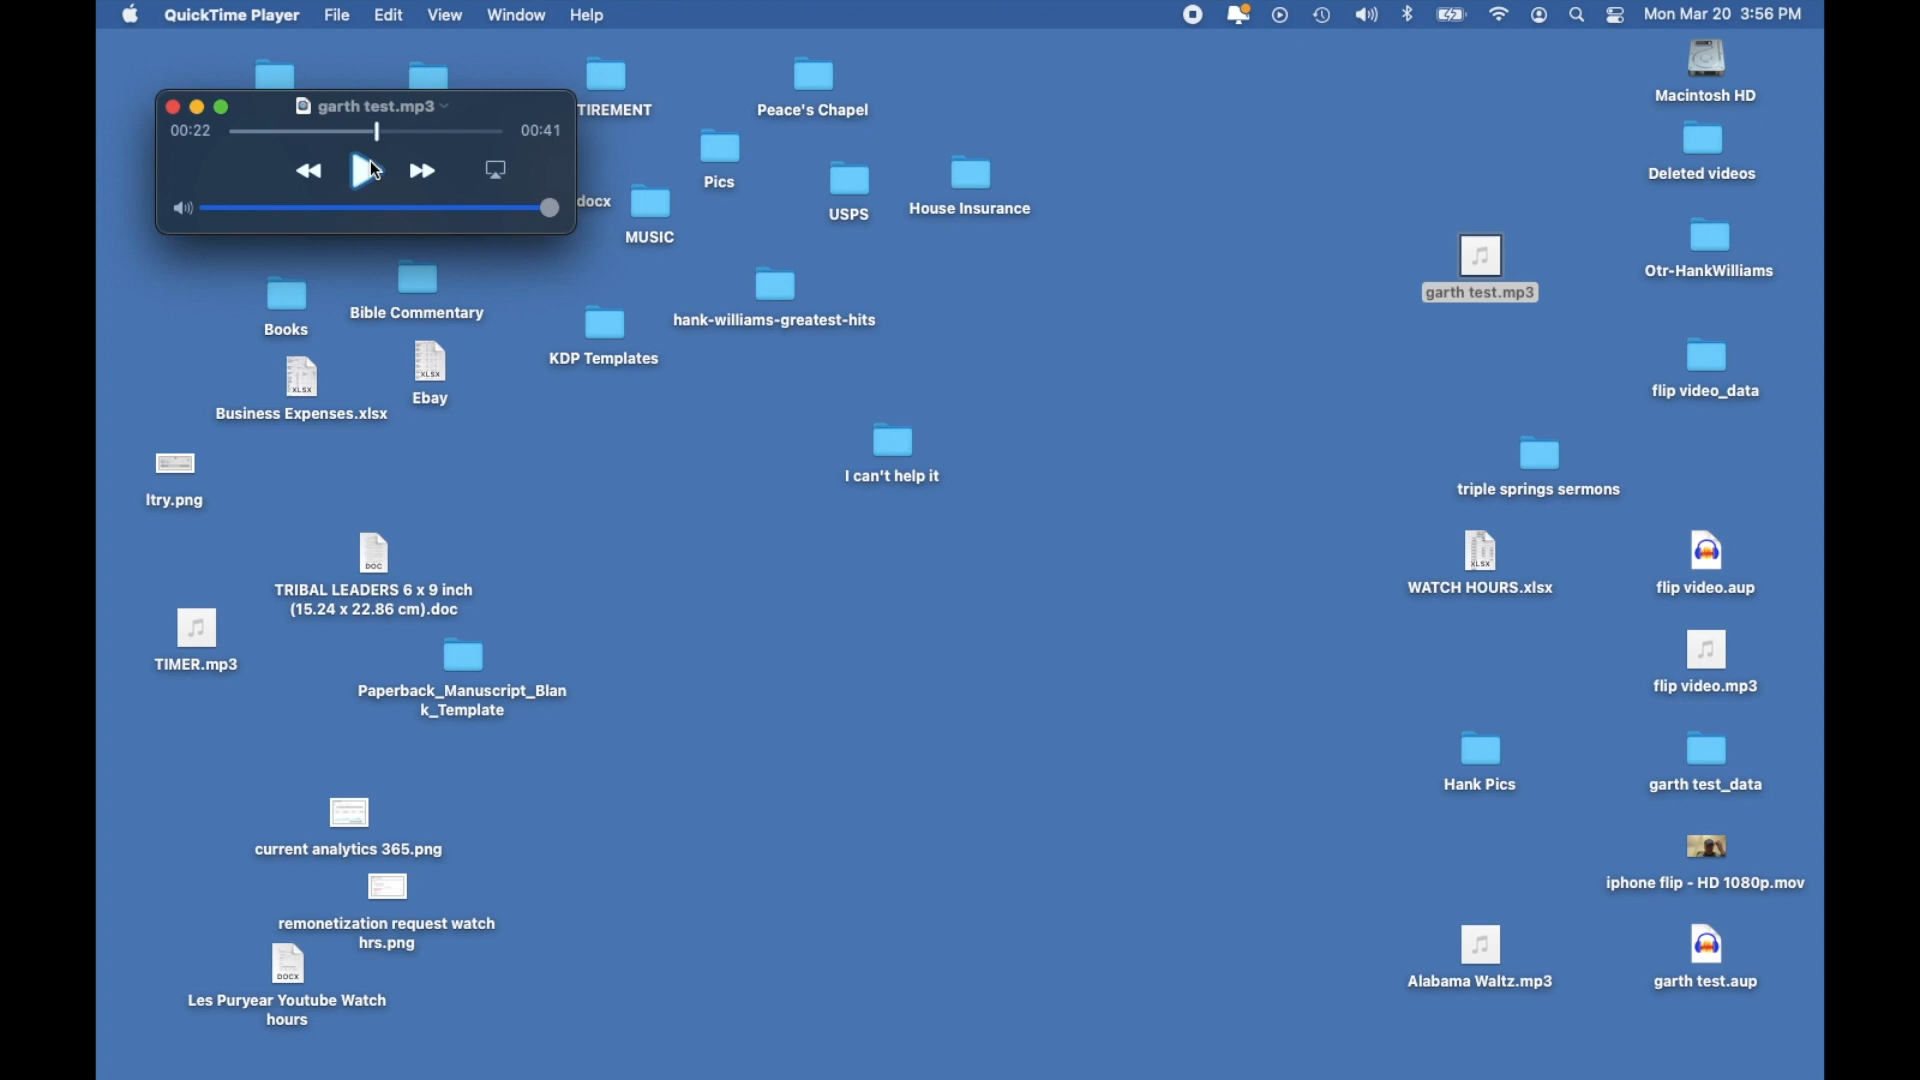 QuickTime Player File Edit View Window Help Mon Mar 20 3:56 PM
garth test.mp3
00:22 00:41
TIREMENT
Peace's Chapel
Macintosh HD
Deleted videos
Pics
docx
MUSIC
USPS
House Insurance
garth test.mp3
Otr-HankWilliams
Books
Bible Commentary
hank-williams-greatest-hits
KDP Templates
XLSX
Business Expenses.xlsx
XLSX
Ebay
flip video_data
I can't help it
triple springs sermons
ltry.png
DOC
TRIBAL LEADERS 6 x 9 inch
(15.24 x 22.86 cm).doc
XLSX
WATCH HOURS.xlsx
flip video.aup
TIMER.mp3
Paperback_Manuscript_Blan
k_Template
flip video.mp3
Hank Pics
garth test_data
current analytics 365.png
remonetization request watch
hrs.png
iphone flip - HD 1080p.mov
DOCX
Les Puryear Youtube Watch
hours
Alabama Waltz.mp3
garth test.aup